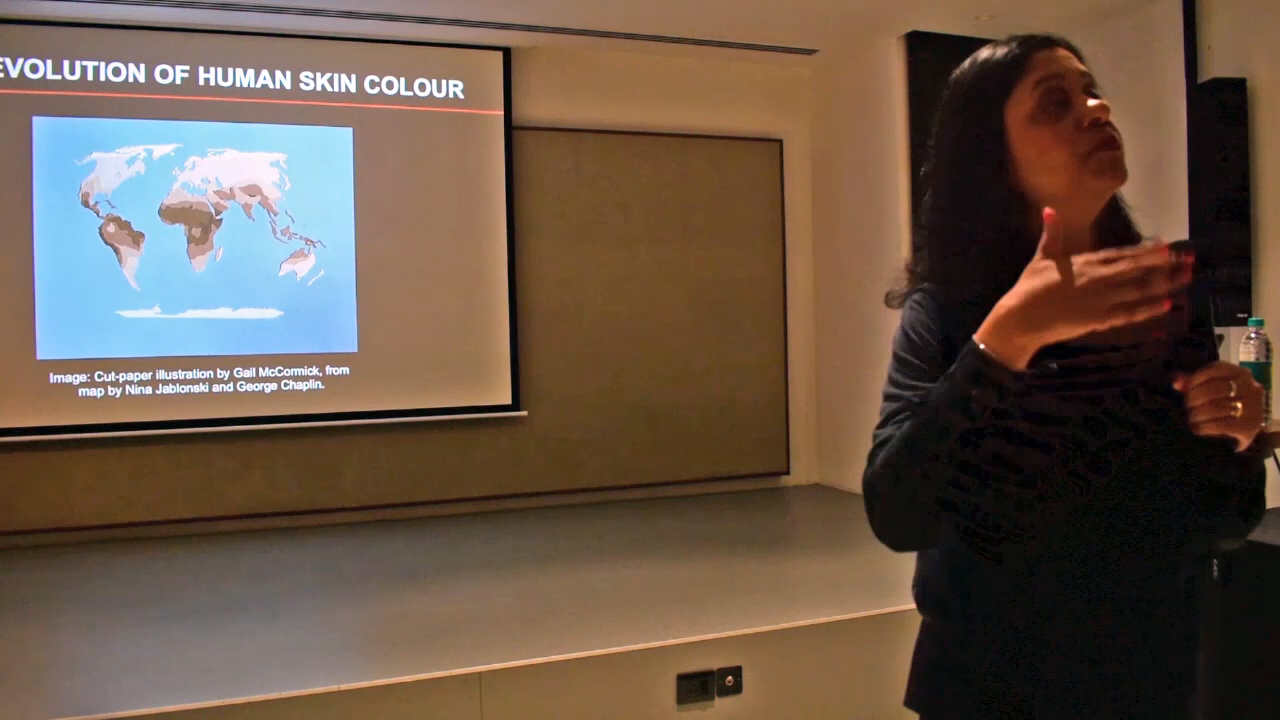 EVOLUTION OF HUMAN SKIN COLOUR
Image: Cut-paper illustration by Gail McCormick, from
map by Nina Jablonski and George Chaplin.